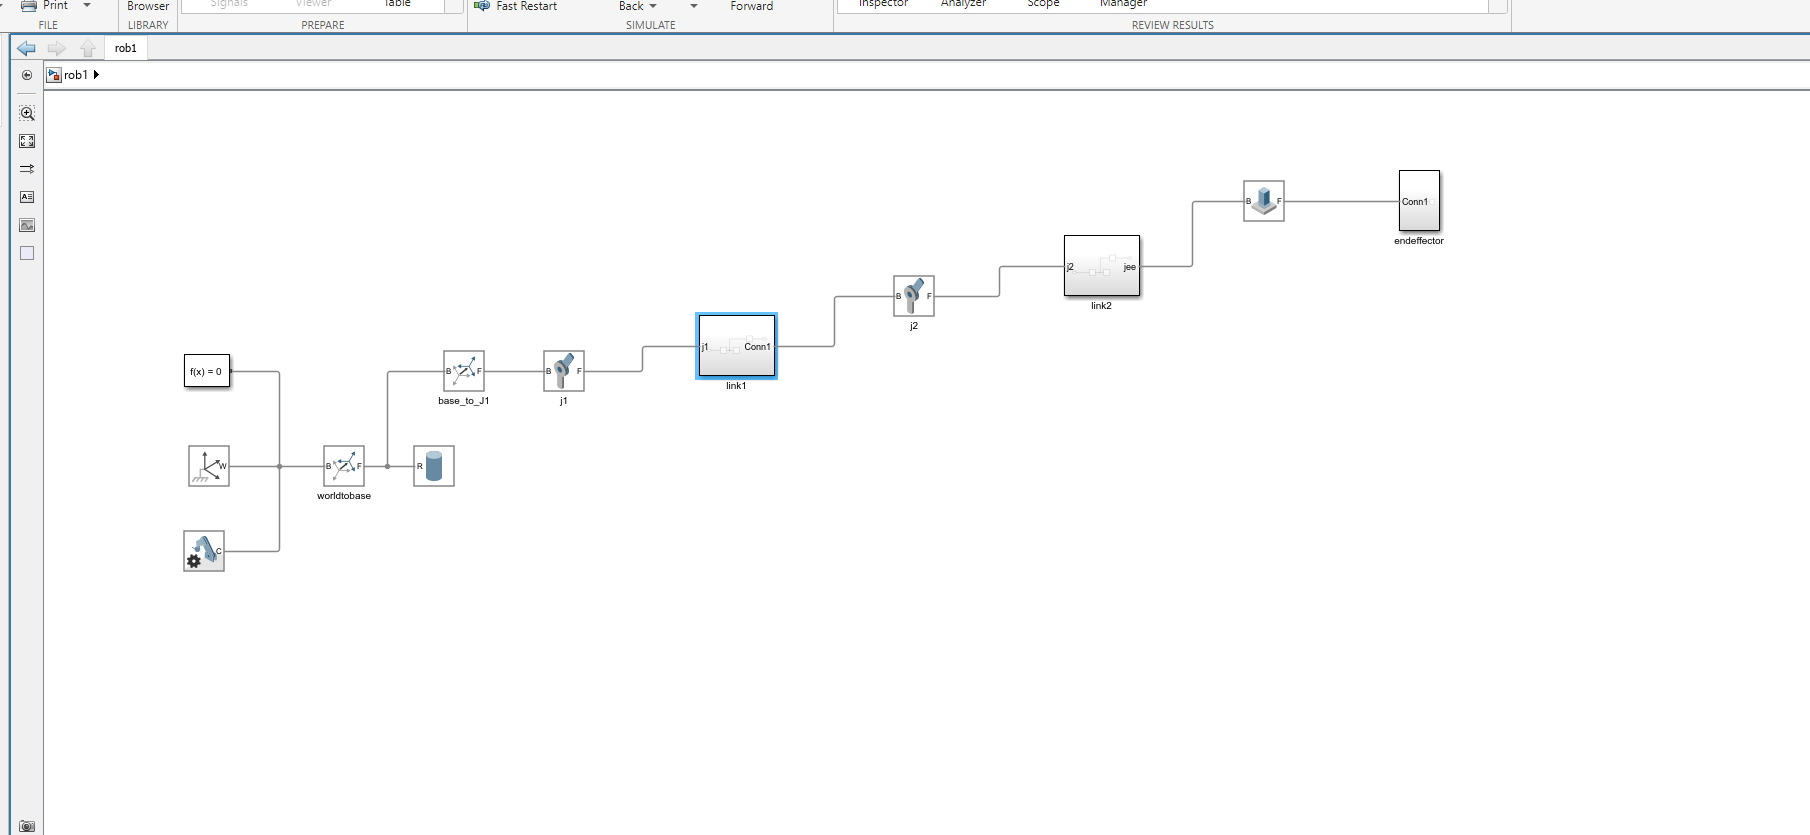 Print
Browser
Signals
Viewer
Table
Fast Restart
Back
Forward
Inspector
Analyzer
Scope
Manager
FILE
LIBRARY
PREPARE
SIMULATE
REVIEW RESULTS
rob1
rob1
B F
Conn1
endeffector
j2 jee
link2
B F
j2
j1 Conn1
link1
f(x) = 0
B F
base_to_J1
B F
j1
W
B F
worldtobase
R
C